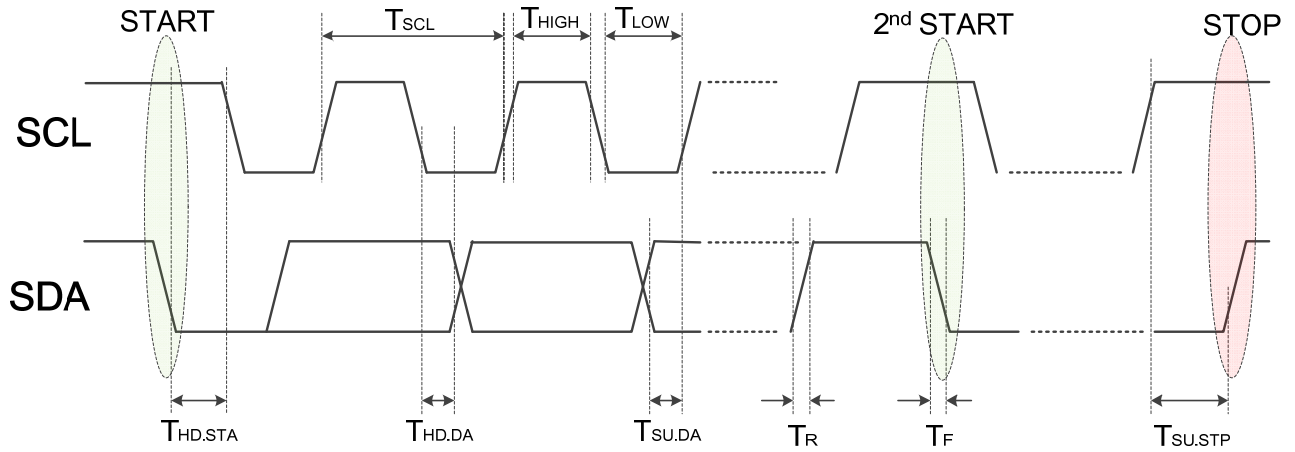 START
TSCL
THIGH
TLOW
2nd START
STOP
SCL
SDA
THD.STA
THD.DA
TSU.DA
TR
TF
TSU.STP